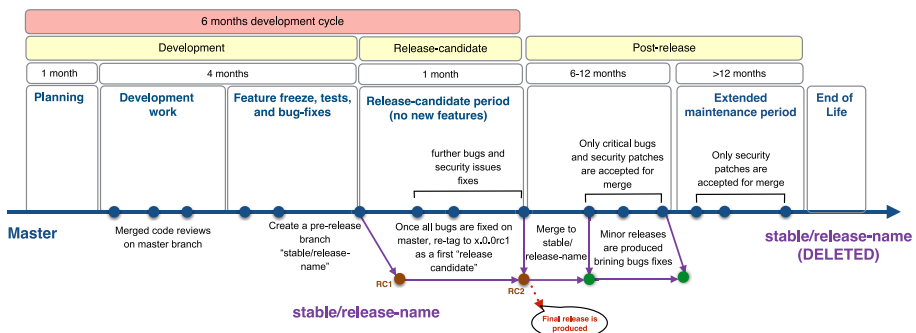 6 months development cycle
Development
Release-candidate
Post-release
1 month
4 months
1 month
6-12 months
>12 months
Planning
Development
work
Feature freeze, tests,
and bug-fixes
Release-candidate period
(no new features)
Extended
maintenance period
End of
Life
further bugs and
security issues
fixes
Only critical bugs
and security patches
are accepted for
merge
Only security
patches are
accepted for merge
Master
Merged code reviews
on master branch
Create a pre-release
branch
“stable/release-
name”
Once all bugs are fixed on
master, re-tag to x.0.0rc1
as a first “release
candidate”
Merge to
stable/
release-name
Minor releases
are produced
brining bugs fixes
stable/release-name
(DELETED)
RC1
RC2
stable/release-name
Final release is
produced